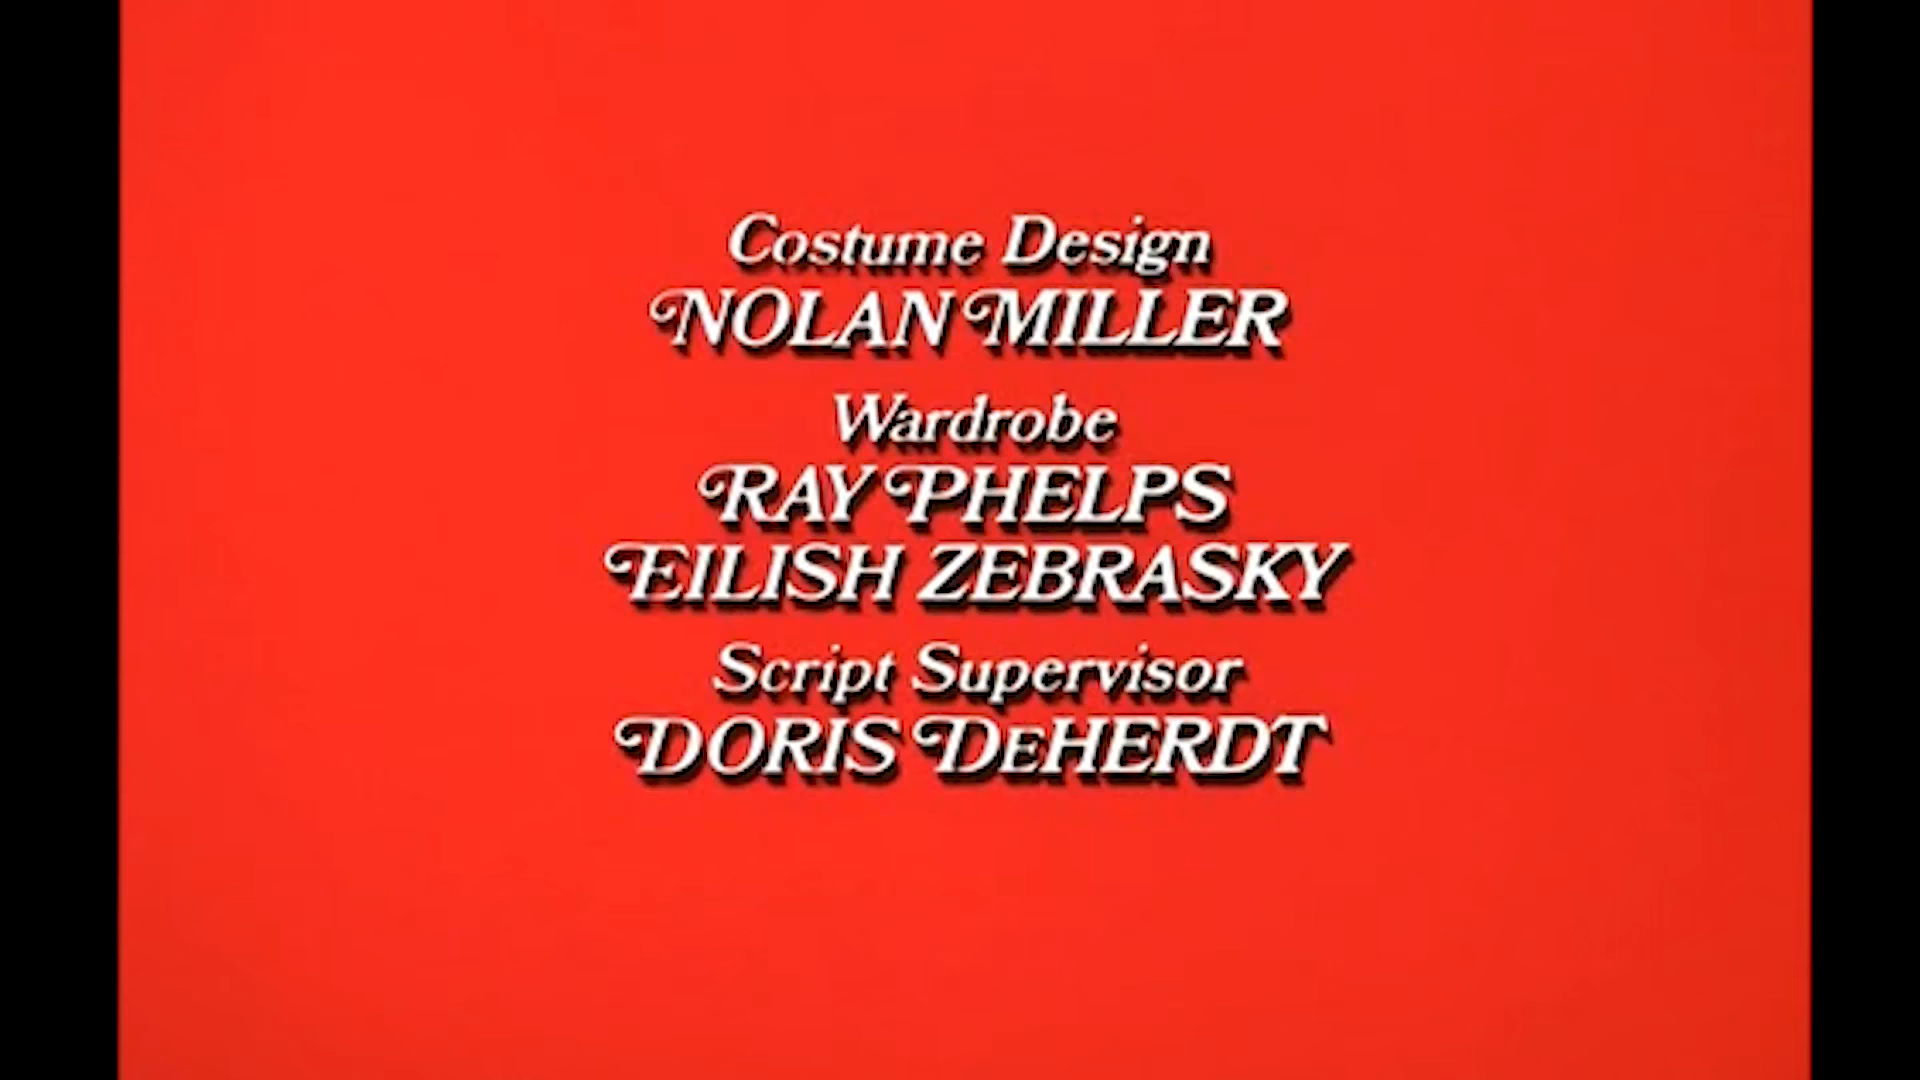 Costume Design
NOLAN MILLER
Wardrobe
RAY PHELPS
EILISH ZEBRASKY
Script Supervisor
DORIS DeHERDT